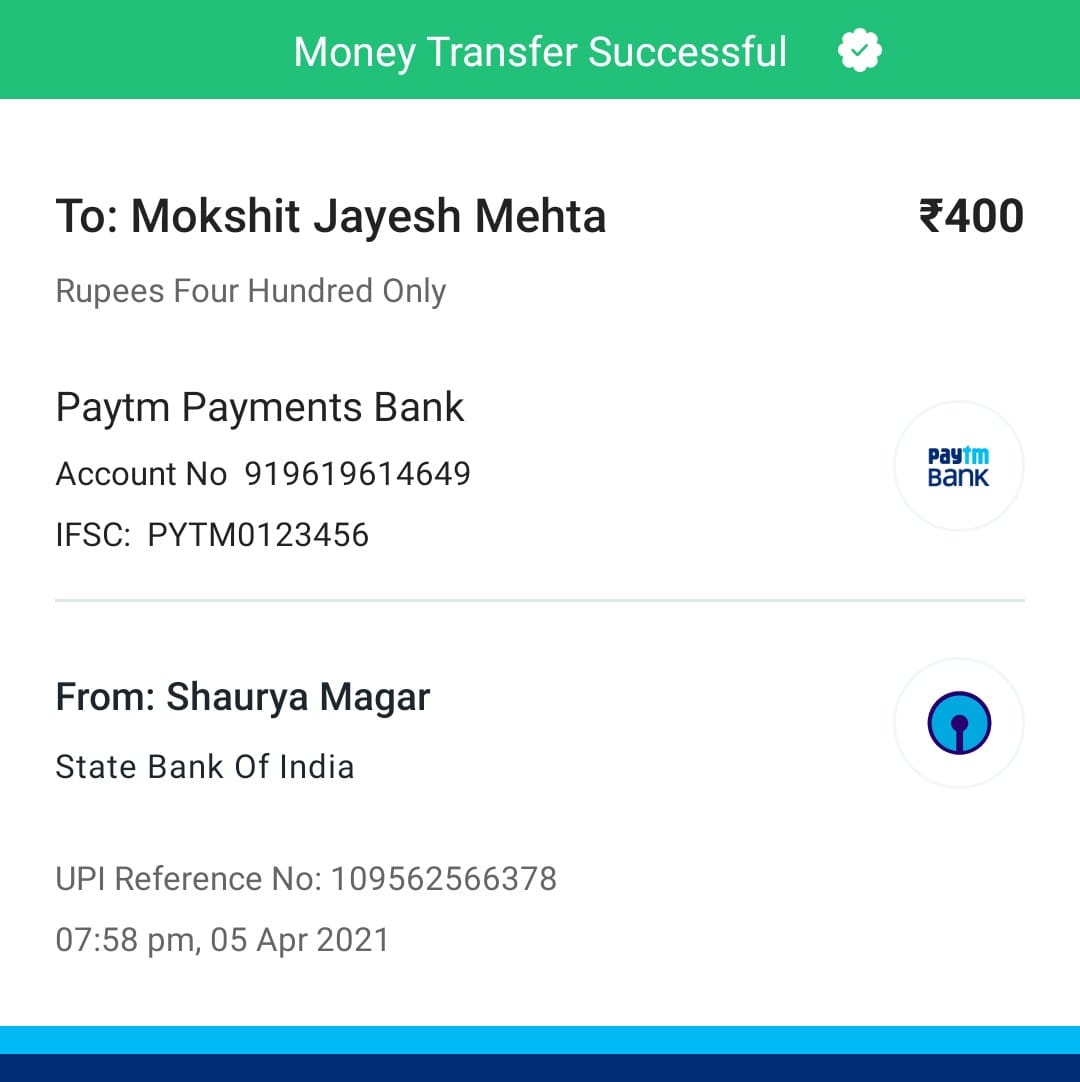 Money Transfer Successful
To: Mokshit Jayesh Mehta ₹400
Rupees Four Hundred Only
Paytm Payments Bank
Account No 919619614649
paytm
BANK
IFSC: PYTM0123456
From: Shaurya Magar
State Bank Of India
UPI Reference No: 109562566378
07:58 pm, 05 Apr 2021